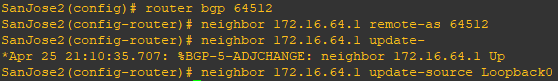 SanJose2(config)# router bgp 64512
SanJose2(config-router)# neighbor 172.16.64.1 remote-as 64512
SanJose2(config-router)# neighbor 172.16.64.1 update-
*Apr 25 21:10:35.707: %BGP-5-ADJCHANGE: neighbor 172.16.64.1 Up
SanJose2(config-router)# neighbor 172.16.64.1 update-source Loopback0